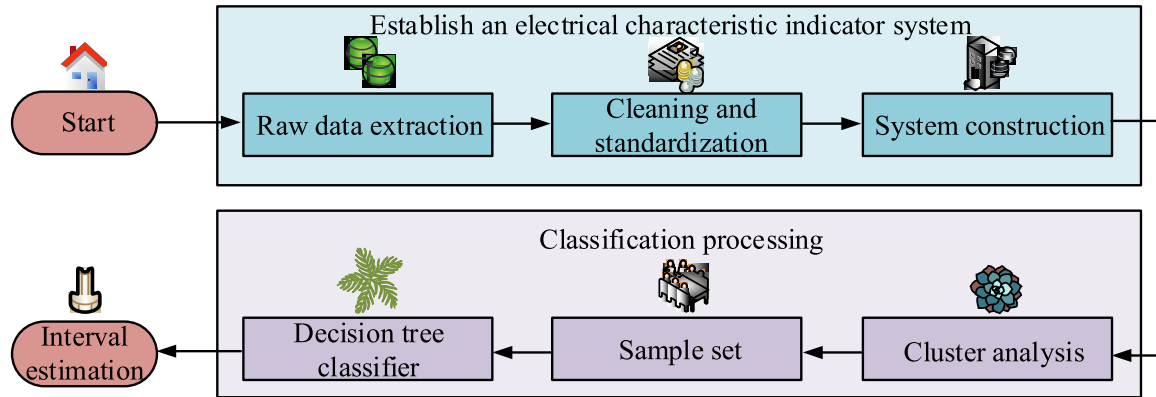 Establish an electrical characteristic indicator system
Start
Raw data extraction
Cleaning and
standardization
System construction
Classification processing
Interval
estimation
Decision tree
classifier
Sample set
Cluster analysis